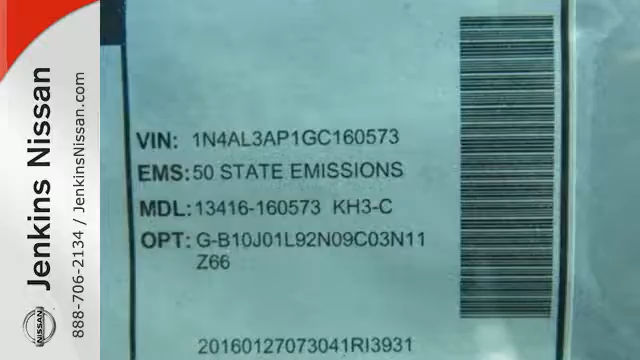 Jenkins Nissan
888-706-2134 / JenkinsNissan.com
NISSAN
VIN: 1N4AL3AP1GC160573
EMS: 50 STATE EMISSIONS
MDL: 13416-160573 KH3-C
OPT: G-B10J01L92N09C03N11
Z66
20160127073041RI3931